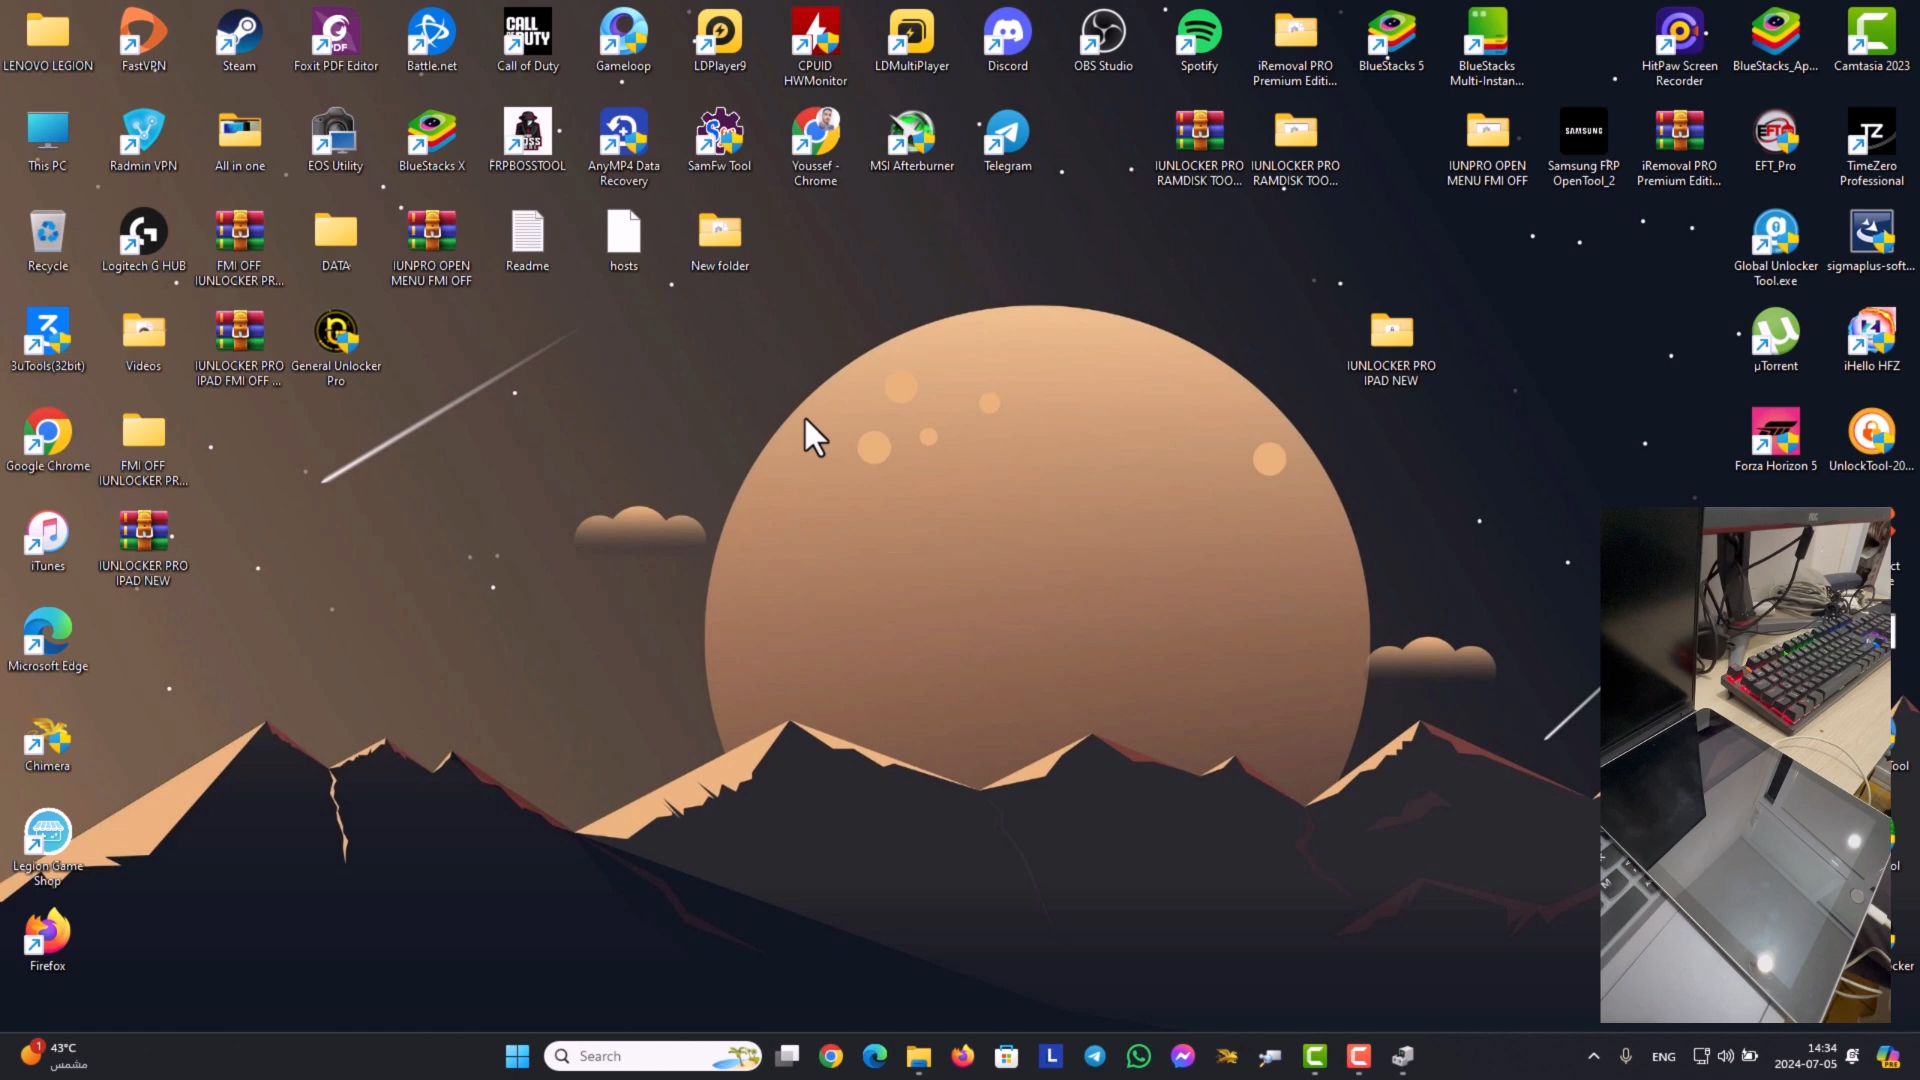 LENOVO LEGION
FastVPN
Steam
Foxit PDF Editor
Battle.net
CALL OF DUTY
Call of Duty
Gameloop
LDPlayer9
CPUID
HWMonitor
LDMultiPlayer
Discord
OBS Studio
Spotify
iRemoval PRO
Premium Editi...
BlueStacks 5
BlueStacks
Multi-Instan...
HitPaw Screen
Recorder
BlueStacks_Ap...
Camtasia 2023
This PC
Radmin VPN
All in one
EOS Utility
BlueStacks X
FRPBOSSTOOL
AnyMP4 Data
Recovery
SamFw Tool
Youssef -
Chrome
MSI Afterburner
Telegram
IUNLOCKER PRO
RAMDISK TOO...
IUNLOCKER PRO
RAMDISK TOO...
IUNPRO OPEN
MENU FMI OFF
SAMSUNG
Samsung FRP
OpenTool_2
iRemoval PRO
Premium Editi...
EFT_Pro
TimeZero
Professional
Recycle
Logitech G HUB
FMI OFF
IUNLOCKER PR...
DATA
IUNPRO OPEN
MENU FMI OFF
Readme
hosts
New folder
Global Unlocker
Tool.exe
sigmaplus-soft...
3uTools(32bit)
Videos
IUNLOCKER PRO
IPAD FMI OFF ...
General Unlocker
Pro
IUNLOCKER PRO
IPAD NEW
µTorrent
iHello HFZ
Google Chrome
FMI OFF
IUNLOCKER PR...
Forza Horizon 5
UnlockTool-20...
iTunes
IUNLOCKER PRO
IPAD NEW
Microsoft Edge
Chimera
Legion Game
Shop
Firefox
43°C
مشمس
Search
ENG
14:34
2024-07-05